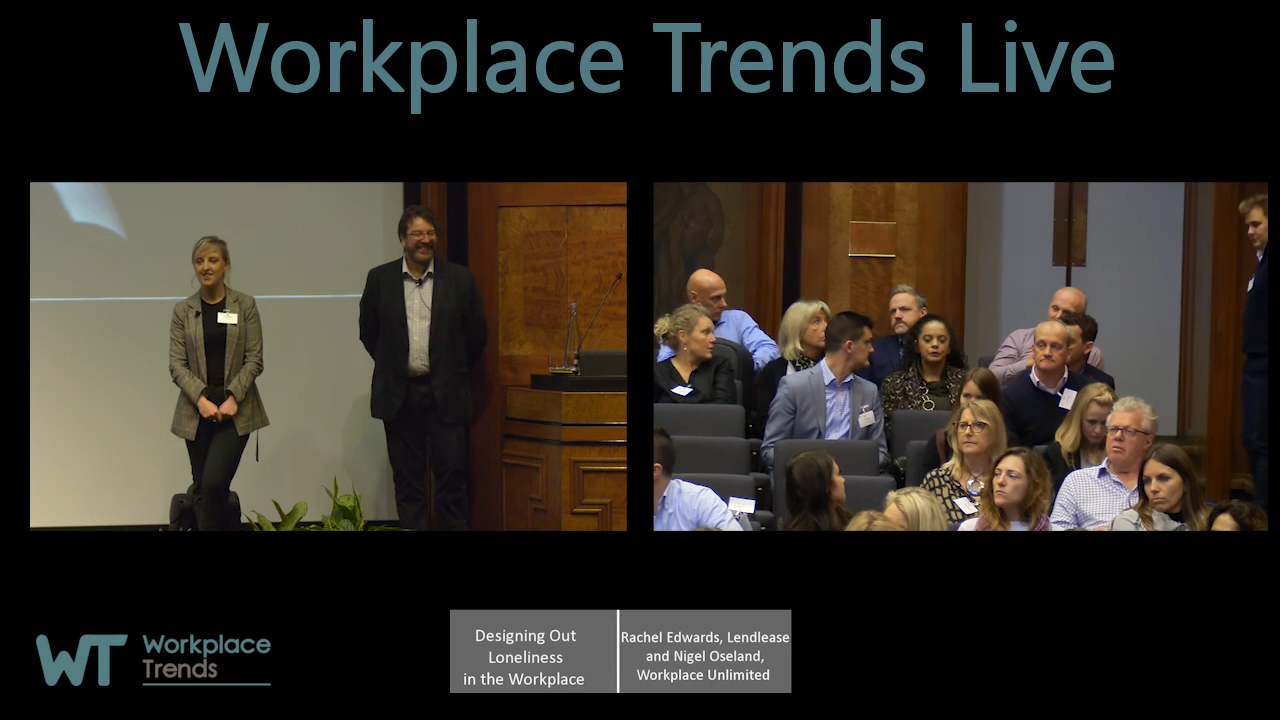 Workplace Trends Live
WT Workplace
Trends
Designing Out
Loneliness
in the Workplace
Rachel Edwards, Lendlease
and Nigel Oseland,
Workplace Unlimited